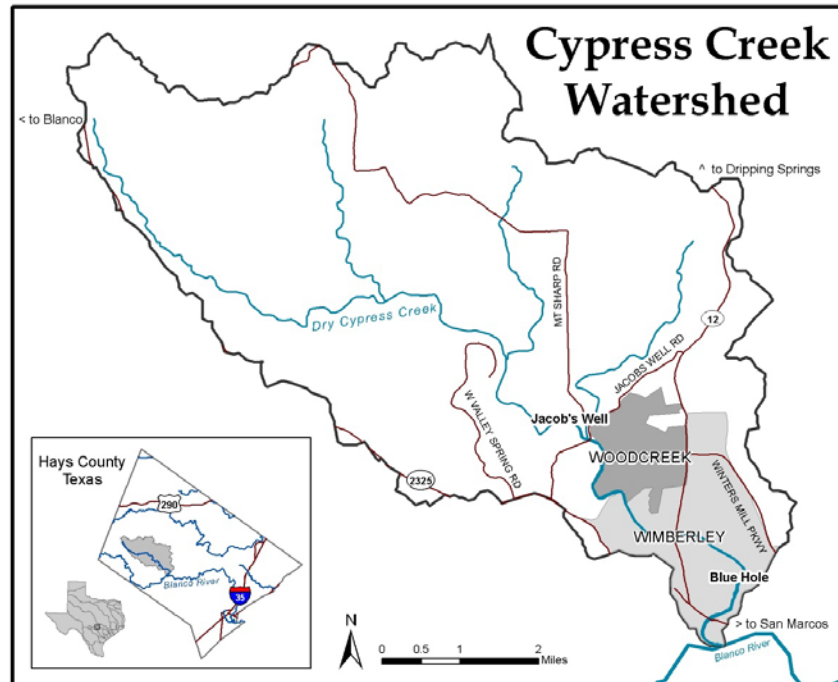 Cypress Creek
Watershed
< to Blanco
^ to Dripping Springs
MT SHARP RD
Dry Cypress Creek
12
JACOBS WELL RD
W VALLEY SPRING RD
Jacob's Well
WOODCREEK
2325
WINTERS MILL PKWY
WIMBERLEY
Blue Hole
> to San Marcos
Blanco River
Hays County
Texas
290
Blanco River
35
N
0 0.5 1 2
Miles